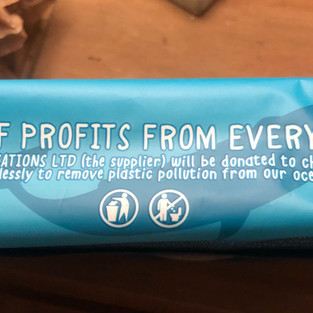 F PROFITS FROM EVERY
EATIONS LTD (the supplier) will be donated to ch
lessly to remove plastic pollution from our oce